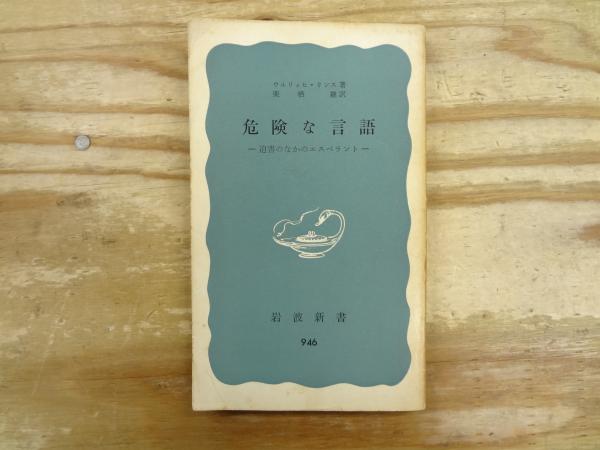 ウルリッヒ・リンス著
栗栖継訳
危険な言語
―迫害のなかのエスペラント―
岩波新書
946